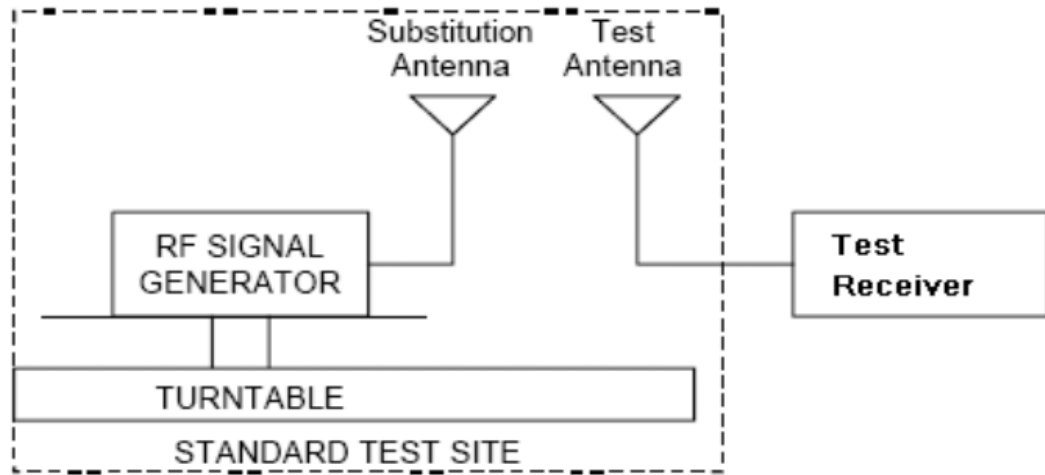 Substitution
Antenna
Test
Antenna
RF SIGNAL
GENERATOR
Test
Receiver
TURNTABLE
STANDARD TEST SITE